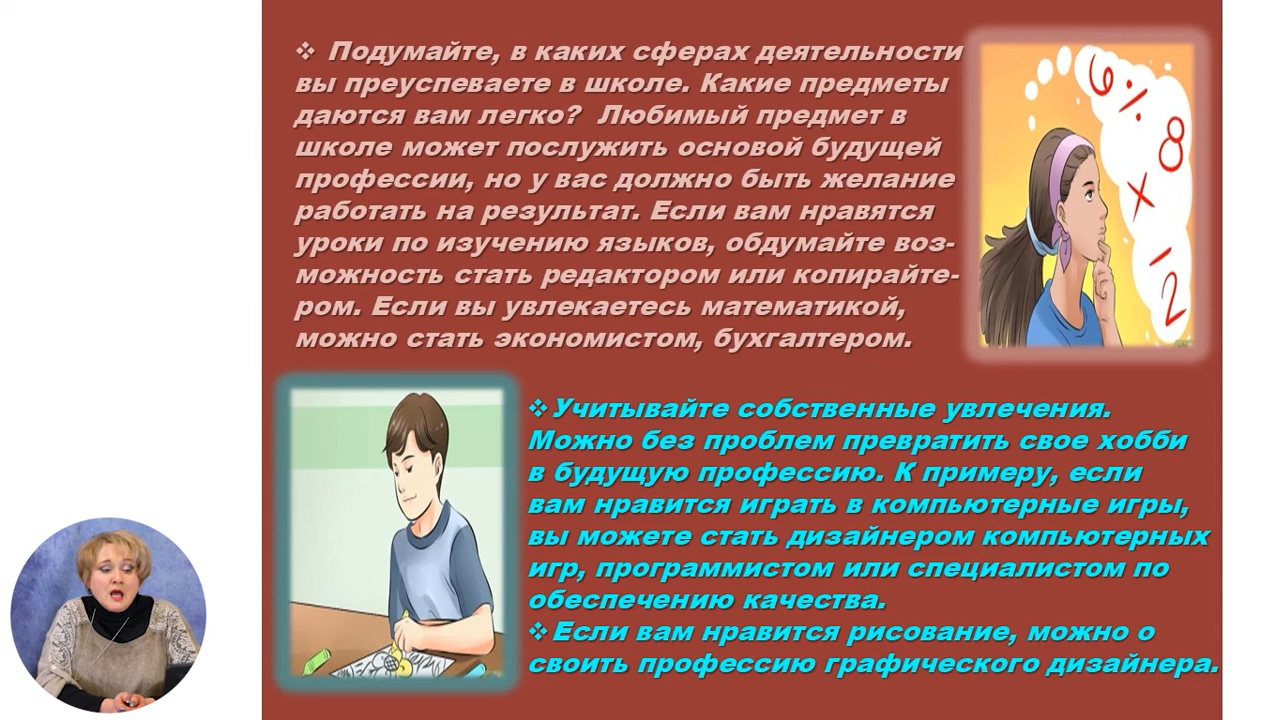 ❖ Подумайте, в каких сферах деятельности
вы преуспеваете в школе. Какие предметы
даются вам легко? Любимый предмет в
школе может послужить основой будущей
профессии, но у вас должно быть желание
работать на результат. Если вам нравятся
уроки по изучению языков, обдумайте воз-
можность стать редактором или копирайте-
ром. Если вы увлекаетесь математикой,
можно стать экономистом, бухгалтером.
6 % 8
x - 12
❖Учитывайте собственные увлечения.
Можно без проблем превратить свое хобби
в будущую профессию. К примеру, если
вам нравится играть в компьютерные игры,
вы можете стать дизайнером компьютерных
игр, программистом или специалистом по
обеспечению качества.
❖Если вам нравится рисование, можно о
своить профессию графического дизайнера.